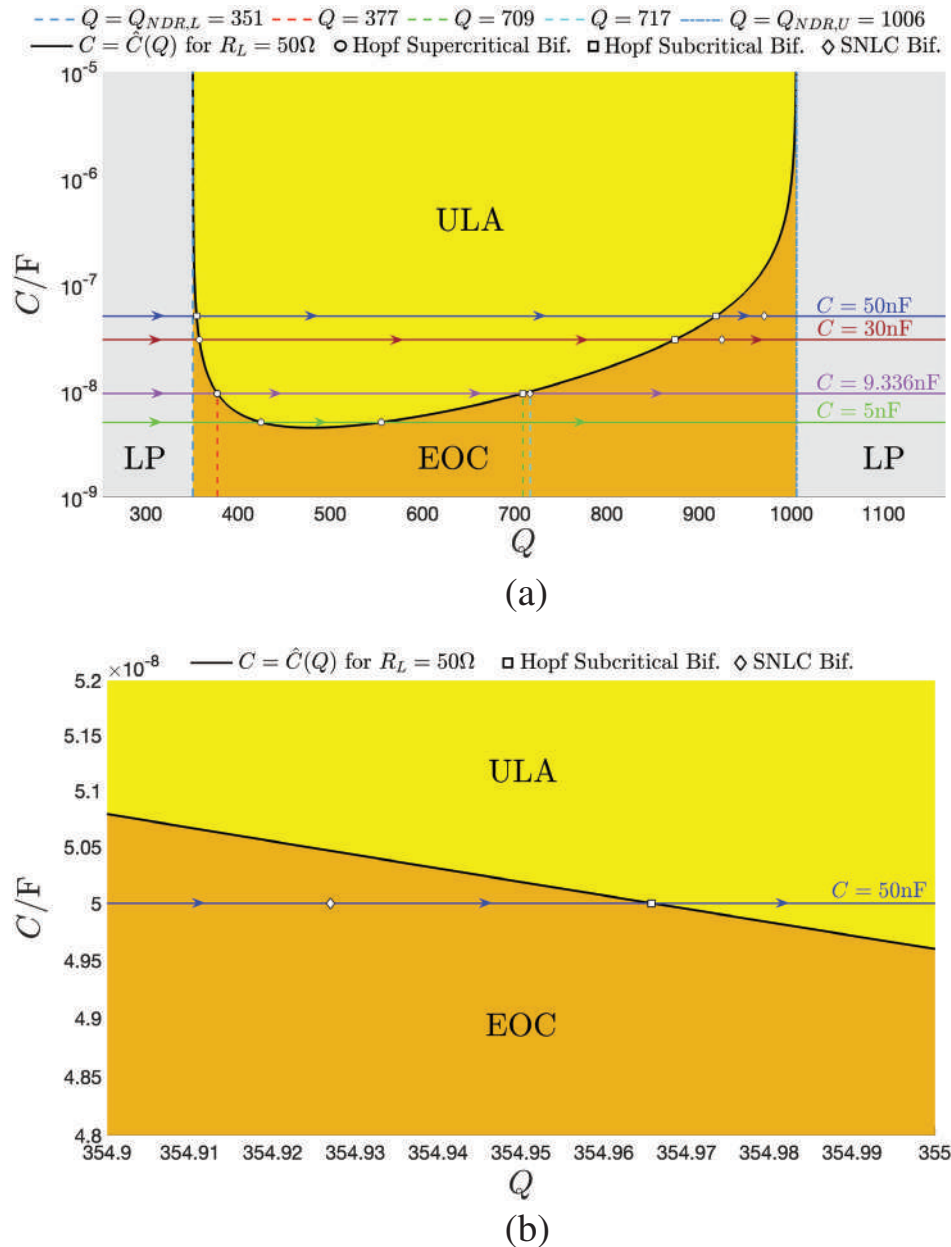 Q = Q_{NDR,L} = 351 Q = 377 Q = 709 Q = 717 Q = Q_{NDR,U} = 1006
C = Ĉ(Q) for R_L = 50Ω Hopf Supercritical Bif. Hopf Subcritical Bif. SNLC Bif.
10^{-5}
10^{-6}
ULA
C/F
10^{-7}
C = 50nF
C = 30nF
10^{-8}
C = 9.336nF
C = 5nF
LP EOC LP
10^{-9}
300 400 500 600 700 800 900 1000 1100
Q
(a)
C = Ĉ(Q) for R_L = 50Ω Hopf Subcritical Bif. SNLC Bif.
×10^{-8}
5.2
5.15
ULA
5.1
5.05
C/F
C = 50nF
5
4.95
4.9
EOC
4.85
4.8
354.9 354.91 354.92 354.93 354.94 354.95 354.96 354.97 354.98 354.99 355
Q
(b)